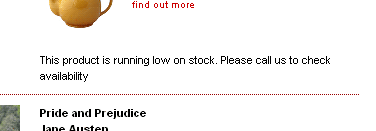 find out more
This product is running low on stock. Please call us to check
availability
Pride and Prejudice
Jane Austen